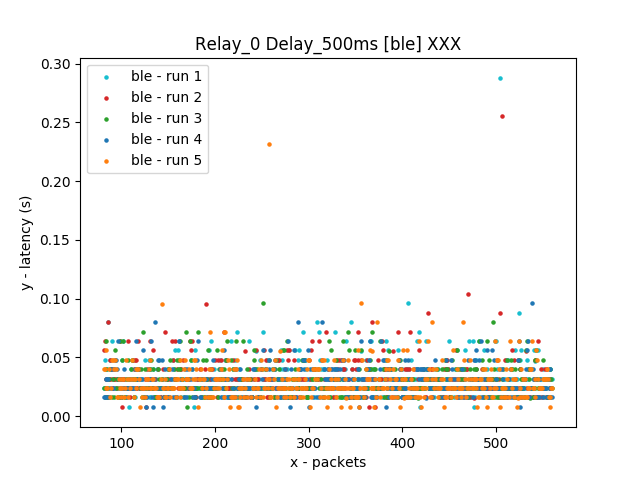 Relay_0 Delay_500ms [ble] XXX
0.30
0.25
0.20
0.15
0.10
0.05
0.00
y - latency (s)
ble - run 1
ble - run 2
ble - run 3
ble - run 4
ble - run 5
100 200 300 400 500
x - packets